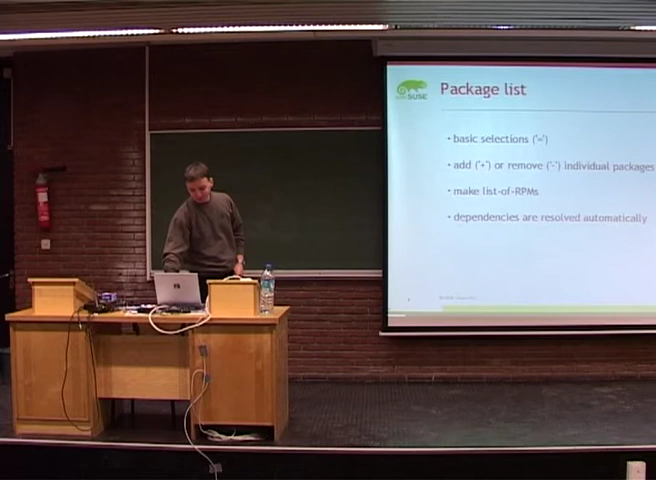 SUSE
Package list
• basic selections ('=')
• add ('+') or remove ('-') individual packages
• make list-of-RPMs
• dependencies are resolved automatically